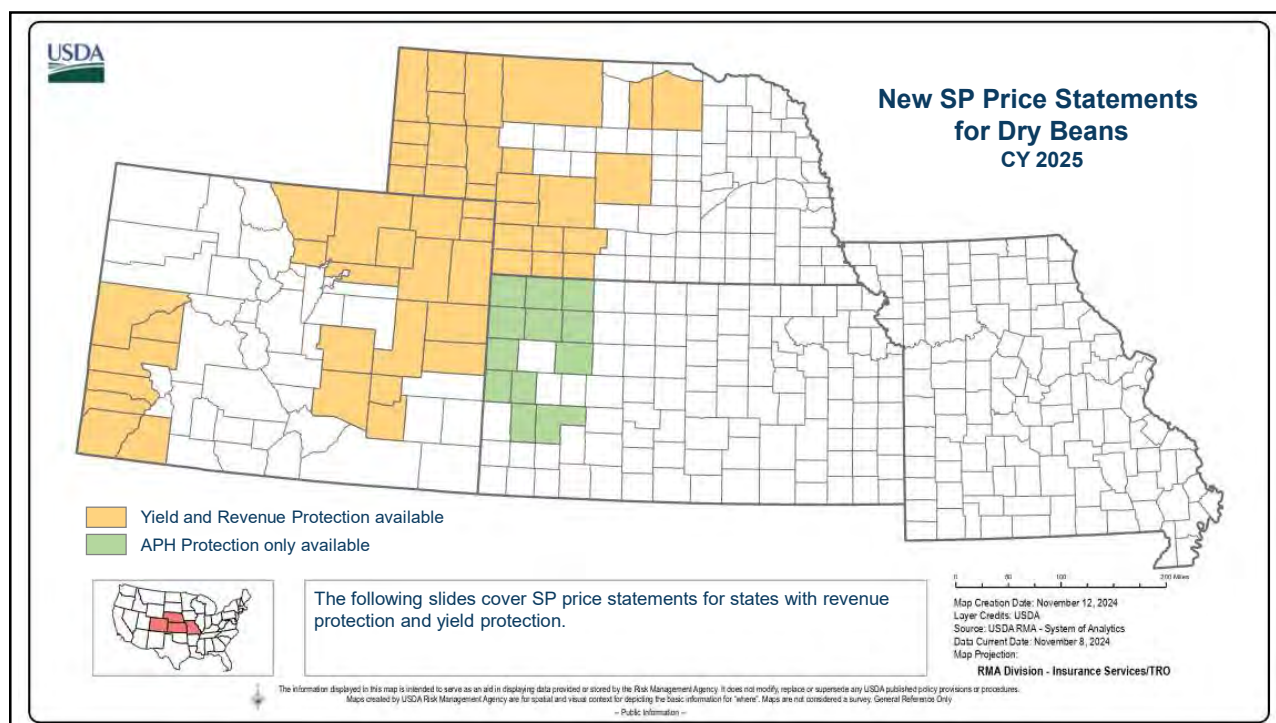 USDA
New SP Price Statements
for Dry Beans
CY 2025
Yield and Revenue Protection available
APH Protection only available
The following slides cover SP price statements for states with revenue
protection and yield protection.
0 50 100 200 Miles
Map Creation Date: November 12, 2024
Layer Credits: USDA
Source: USDA RMA - System of Analytics
Data Current Date: November 8, 2024
Map Projection:
RMA Division - Insurance Services/TRO
The information displayed in this map is intended to serve as an aid in displaying data provided or stored by the Risk Management Agency. It does not modify, replace or supersede any USDA published policy provisions or procedures.
Maps created by USDA Risk Management Agency are for spatial and visual context for depicting the basic information for "where". Maps are not considered a survey, General Reference Only
-- Public Information --